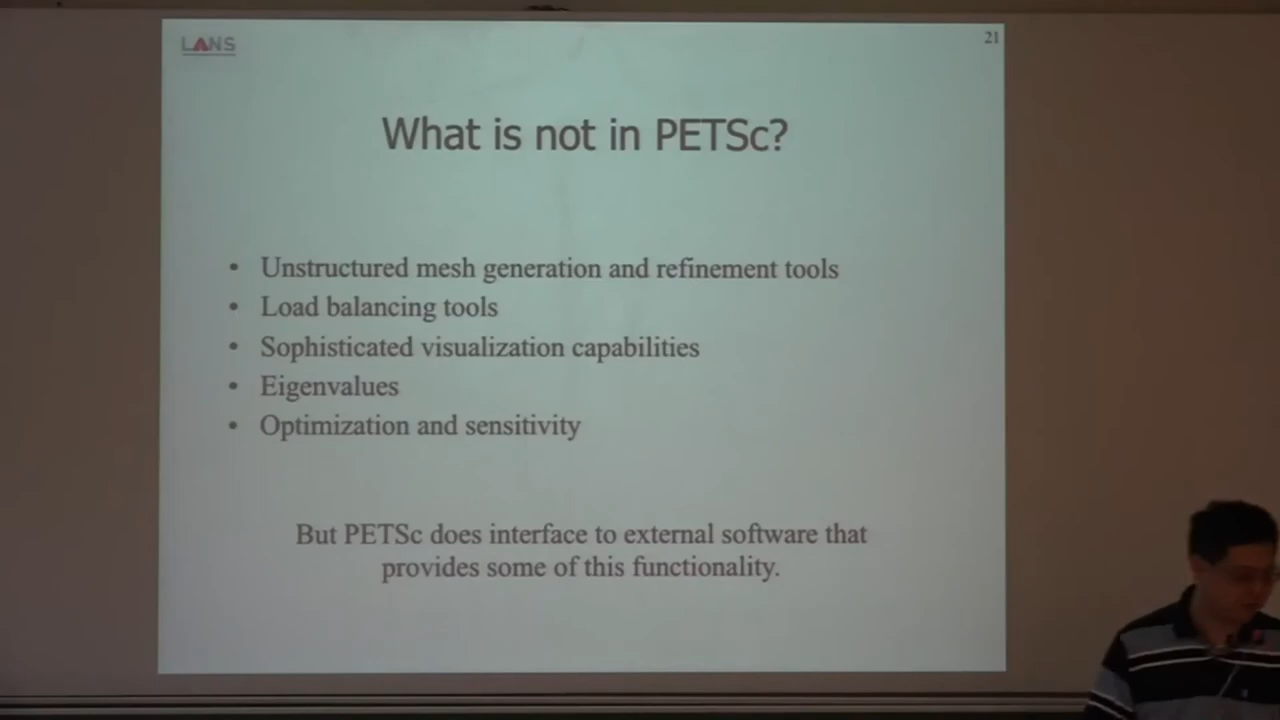 LANS
21
What is not in PETSc?
• Unstructured mesh generation and refinement tools
• Load balancing tools
• Sophisticated visualization capabilities
• Eigenvalues
• Optimization and sensitivity
But PETSc does interface to external software that
provides some of this functionality.